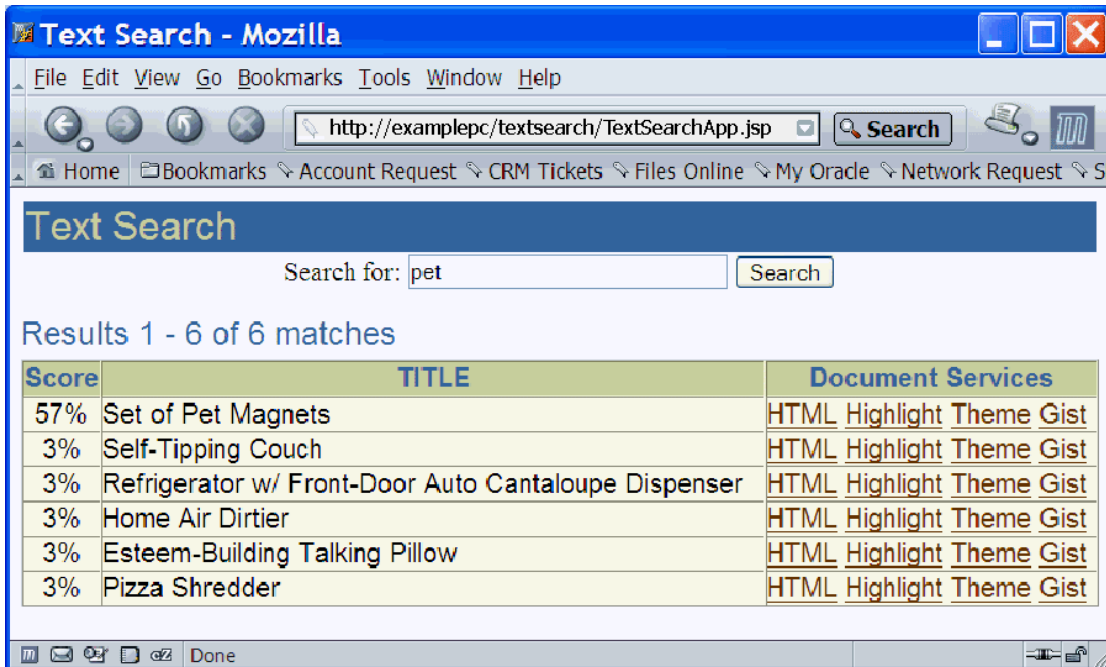 Text Search - Mozilla
File Edit View Go Bookmarks Tools Window Help
http://examplepc/textsearch/TextSearchApp.jsp Search
Home Bookmarks Account Request CRM Tickets Files Online My Oracle Network Request S
Text Search
Search for: pet Search
Results 1 - 6 of 6 matches
Score TITLE Document Services
57% Set of Pet Magnets HTML Highlight Theme Gist
3% Self-Tipping Couch HTML Highlight Theme Gist
3% Refrigerator w/ Front-Door Auto Cantaloupe Dispenser HTML Highlight Theme Gist
3% Home Air Dirtier HTML Highlight Theme Gist
3% Esteem-Building Talking Pillow HTML Highlight Theme Gist
3% Pizza Shredder HTML Highlight Theme Gist
Done